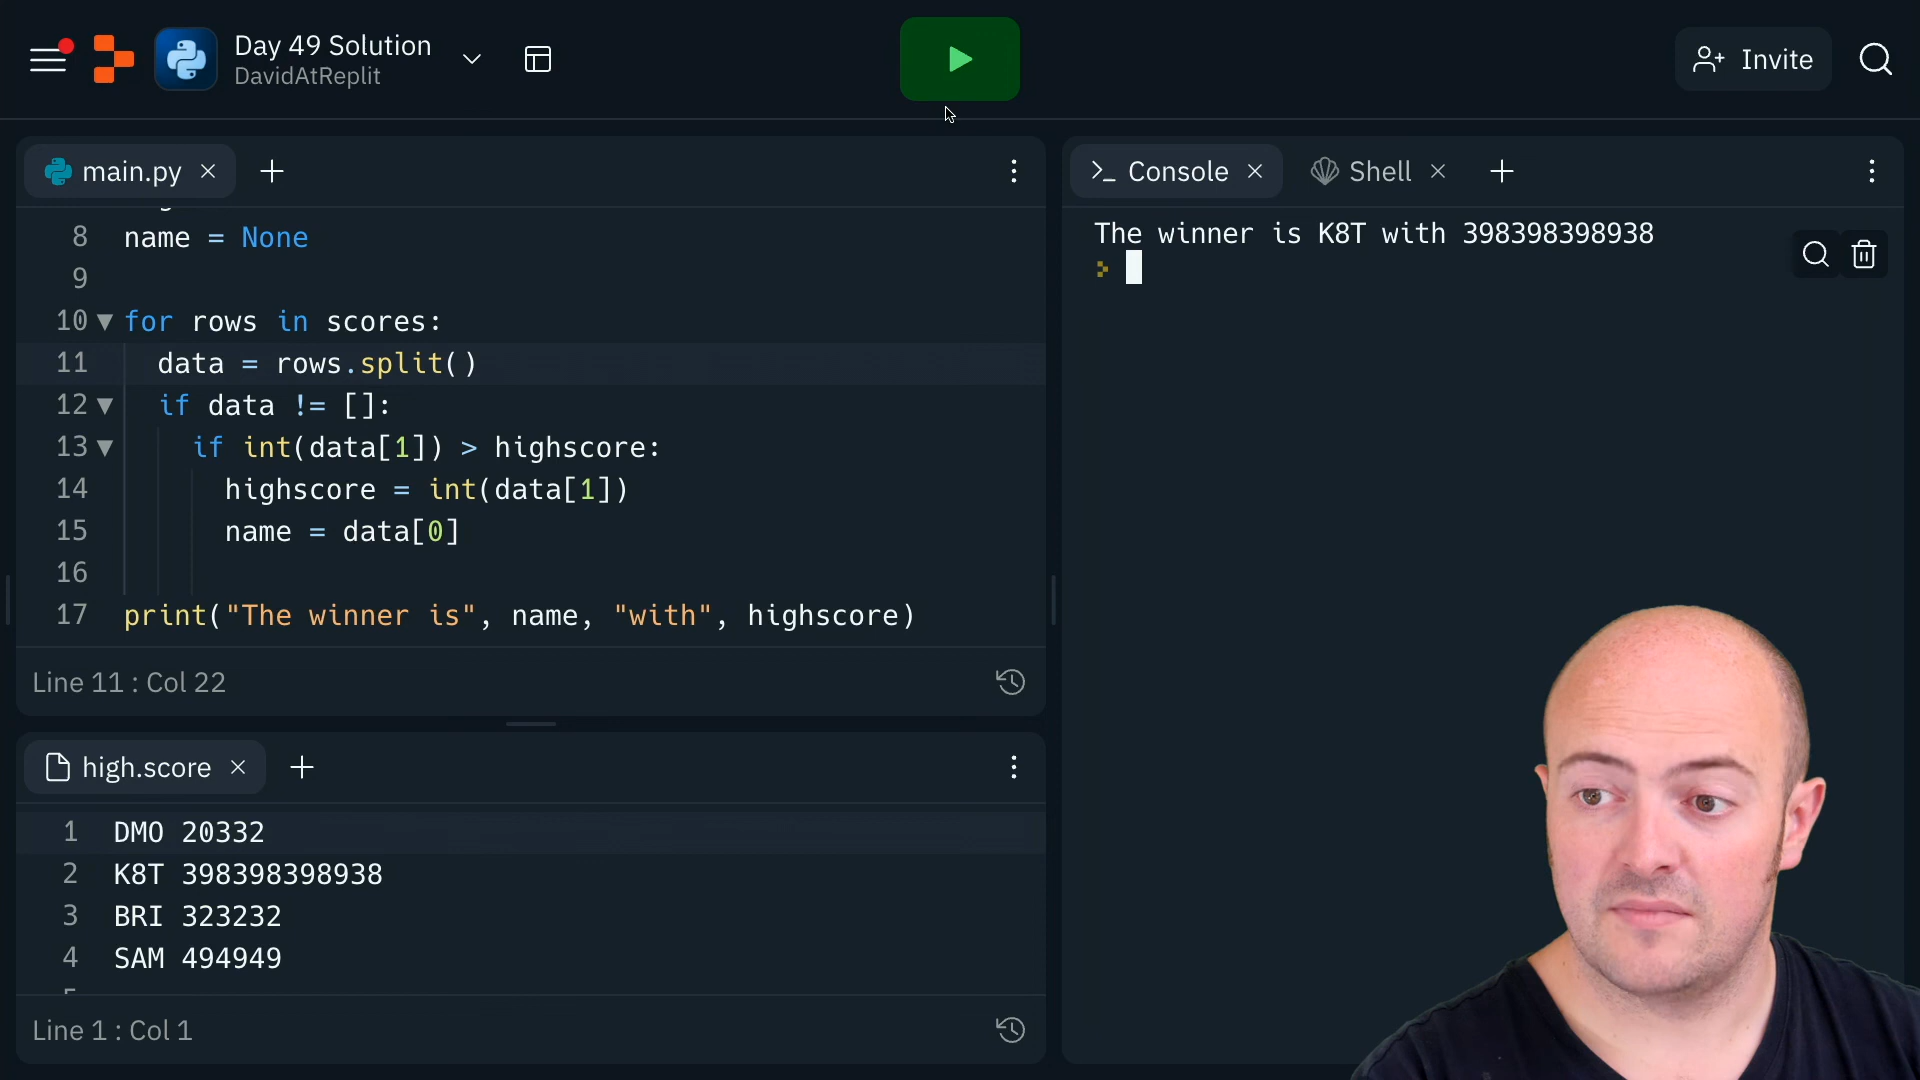 Day 49 Solution
DavidAtReplit
Invite
main.py
8 name = None
9
10 for rows in scores:
11 data = rows.split()
12 if data != []:
13 if int(data[1]) > highscore:
14 highscore = int(data[1])
15 name = data[0]
16
17 print("The winner is", name, "with", highscore)
Line 11 : Col 22
high.score
1 DMO 20332
2 K8T 398398398938
3 BRI 323232
4 SAM 494949
Line 1 : Col 1
Console
Shell
The winner is K8T with 398398398938